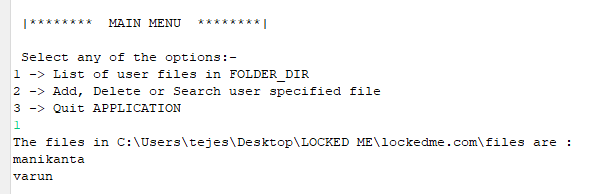 |******** MAIN MENU ********|
Select any of the options:-
1 -> List of user files in FOLDER_DIR
2 -> Add, Delete or Search user specified file
3 -> Quit APPLICATION
1
The files in C:\Users\tejes\Desktop\LOCKED ME\lockedme.com\files are :
manikanta
varun